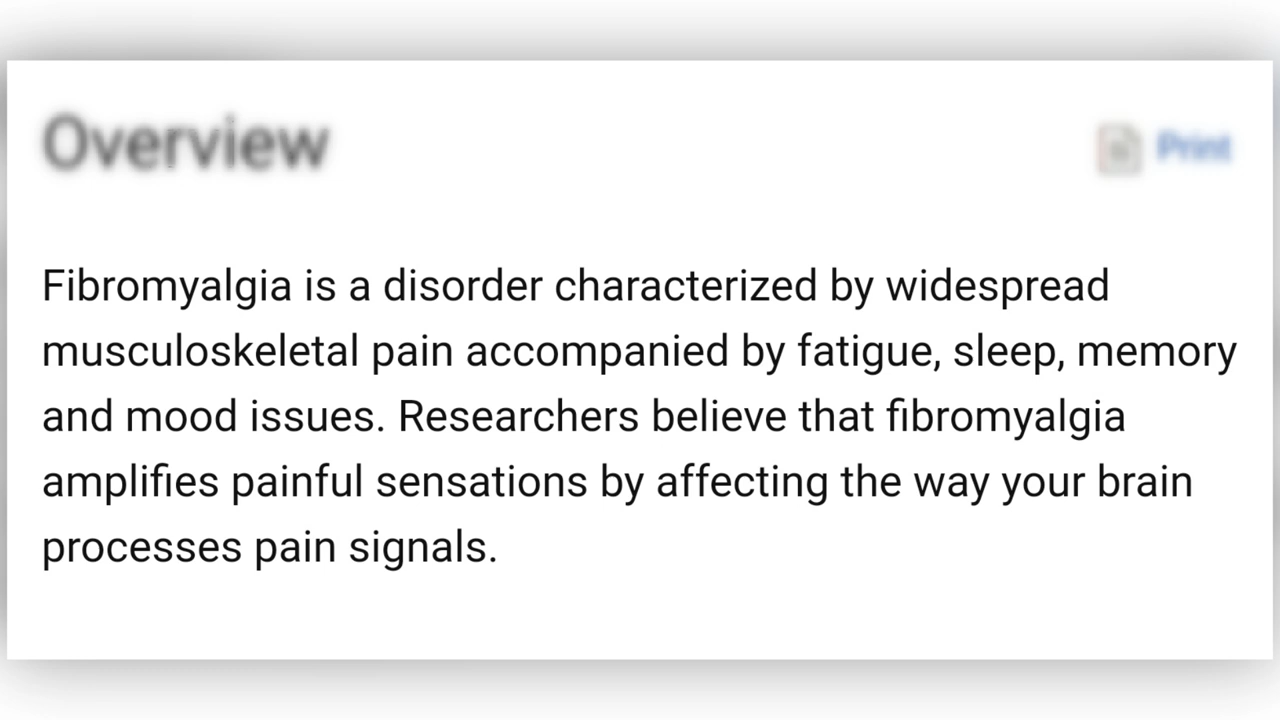 Overview
Print
Fibromyalgia is a disorder characterized by widespread
musculoskeletal pain accompanied by fatigue, sleep, memory
and mood issues. Researchers believe that fibromyalgia
amplifies painful sensations by affecting the way your brain
processes pain signals.